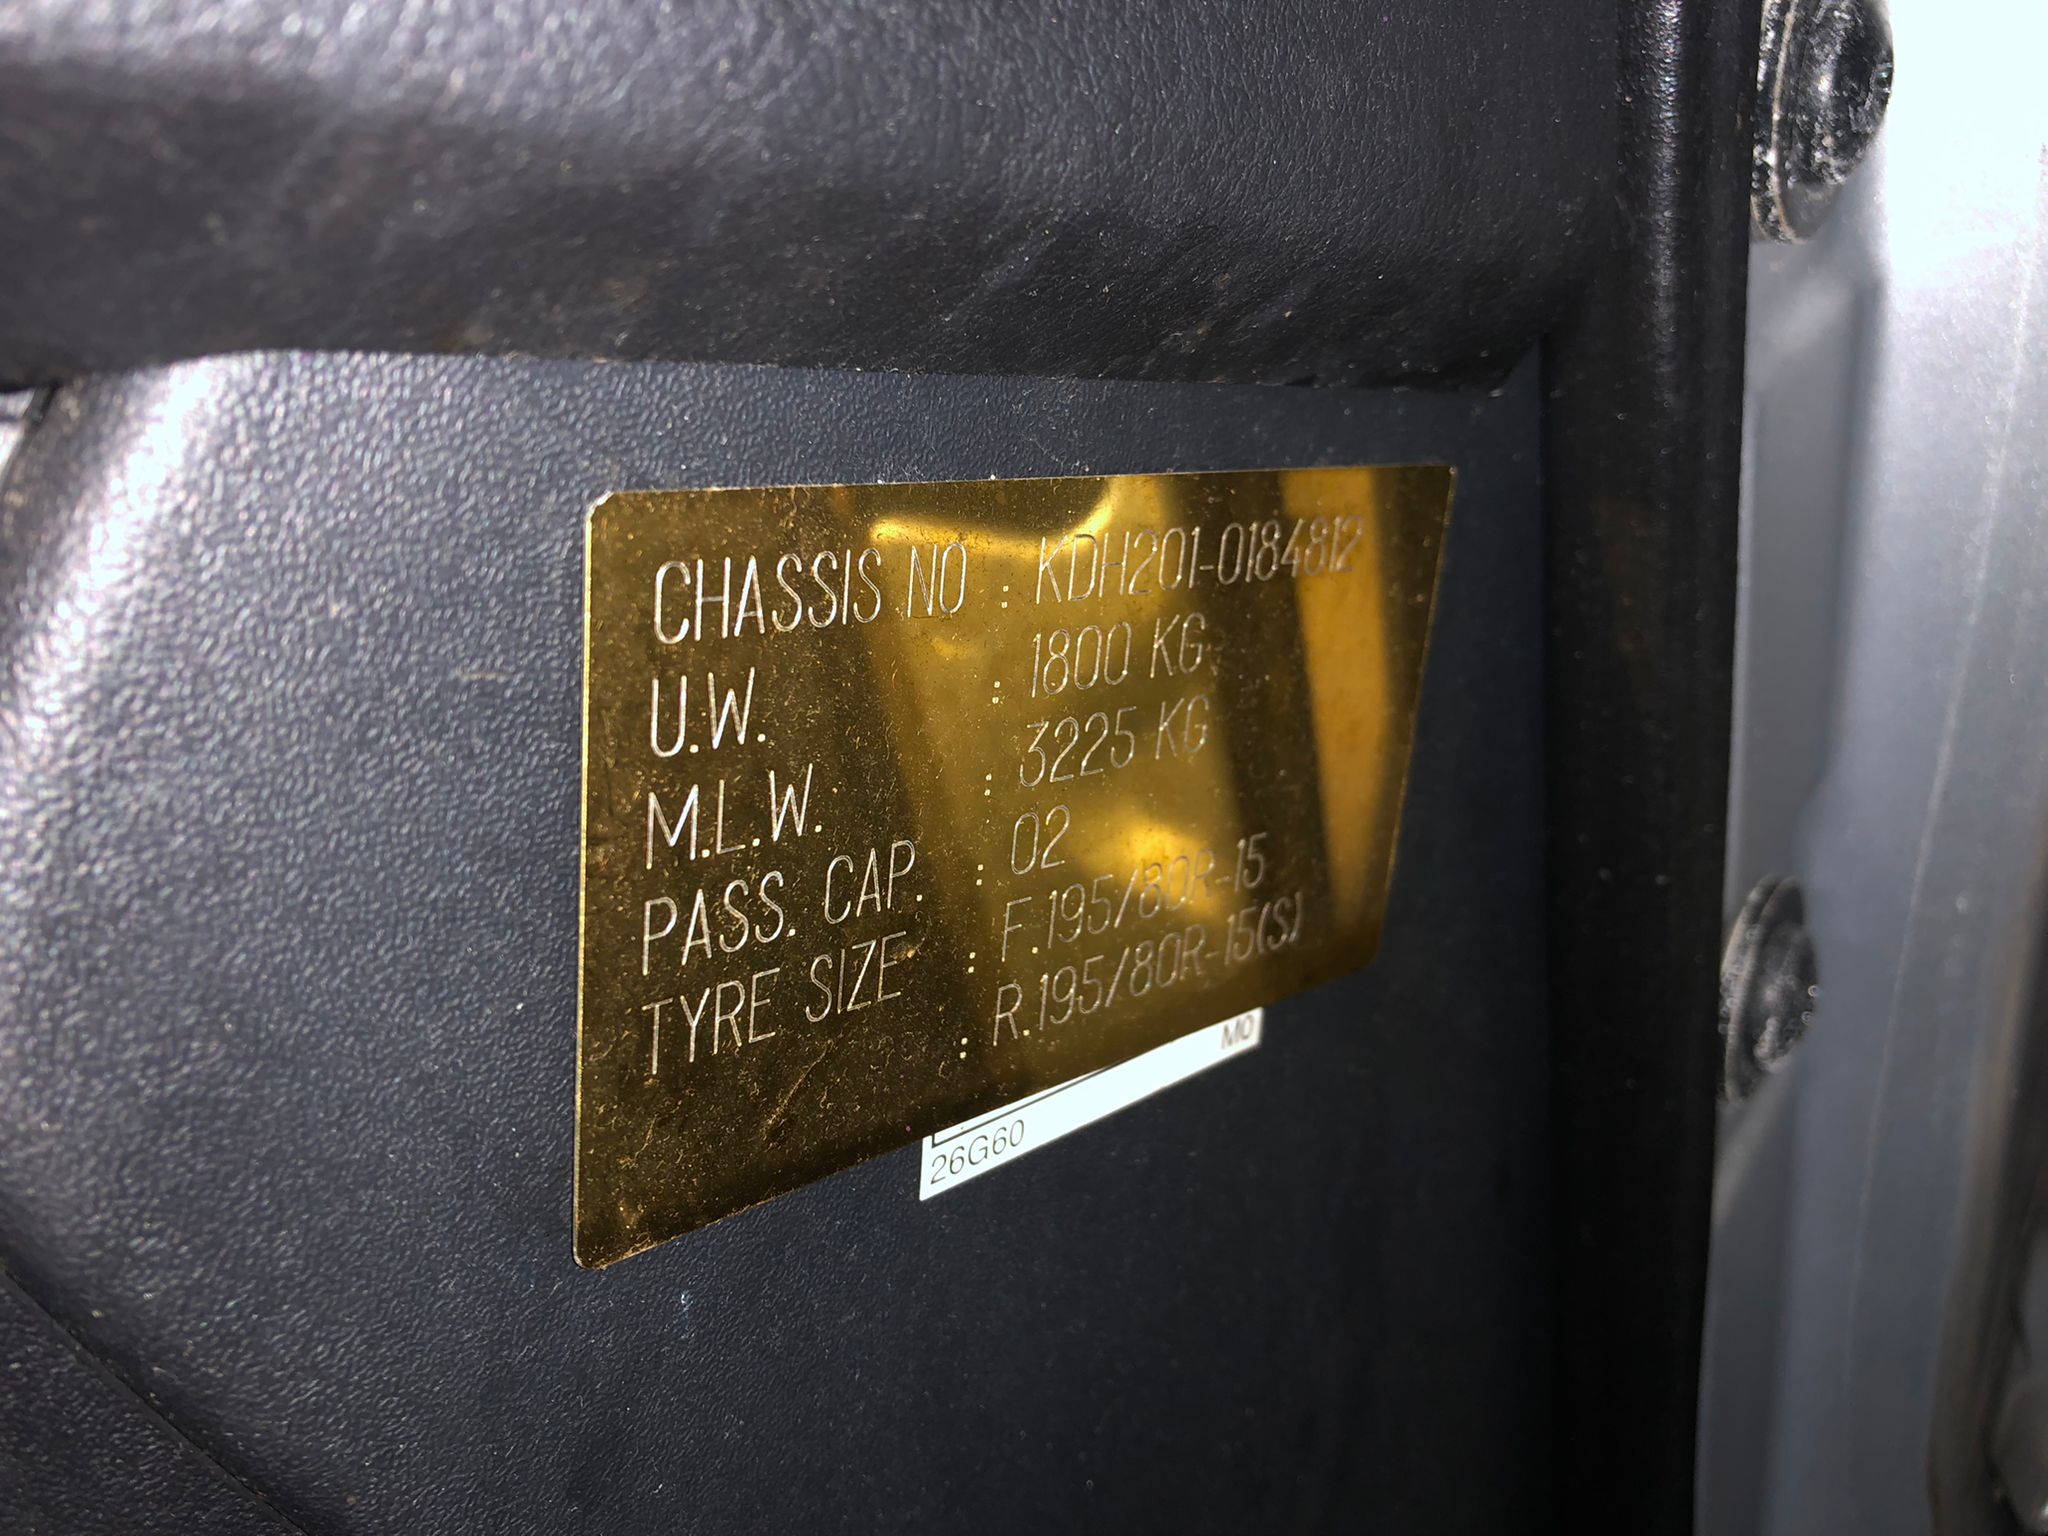 CHASSIS NO : KDH201-0184812
U.W. : 1800 KG
M.L.W. : 3225 KG
PASS. CAP. : 02
TYRE SIZE : F.195/80R-15
: R.195/80R-15(S)
MO
26G60